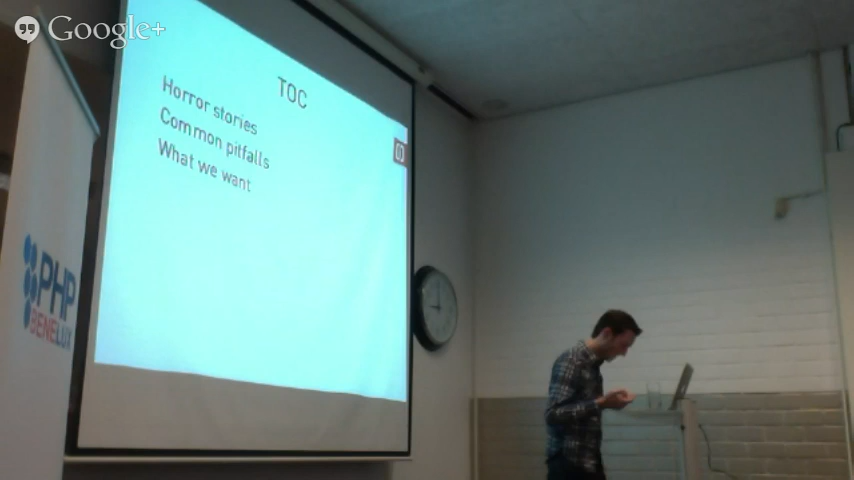 Google+
TOC
Horror stories
Common pitfalls
What we want
PHP
BENELUX